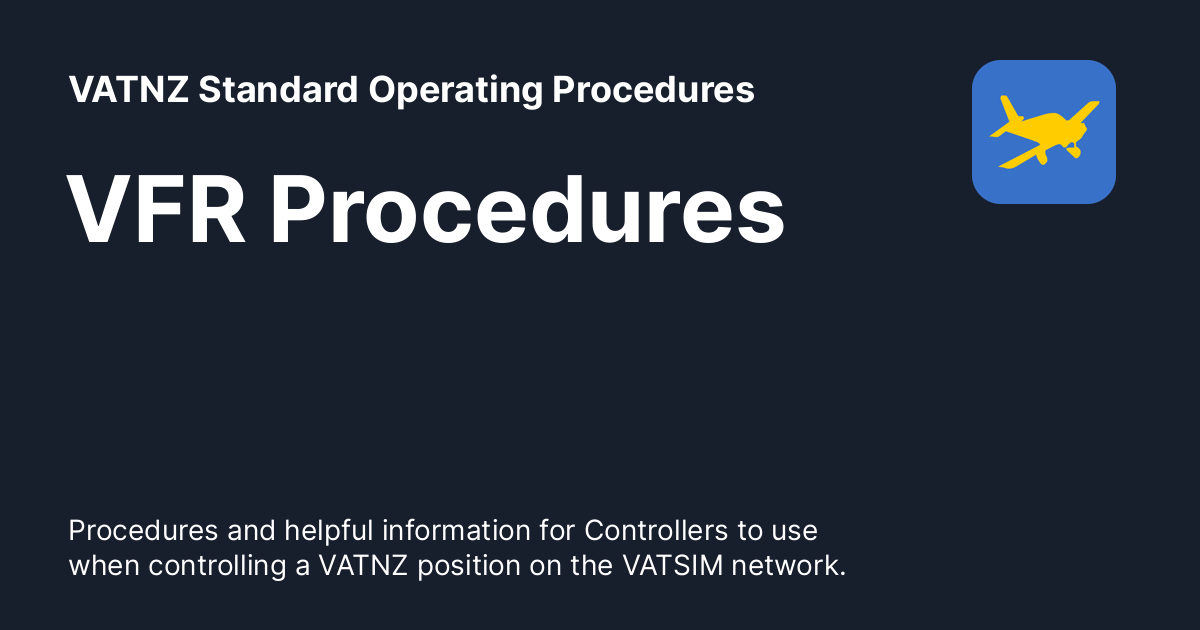 VATNZ Standard Operating Procedures
VFR Procedures
Procedures and helpful information for Controllers to use
when controlling a VATNZ position on the VATSIM network.